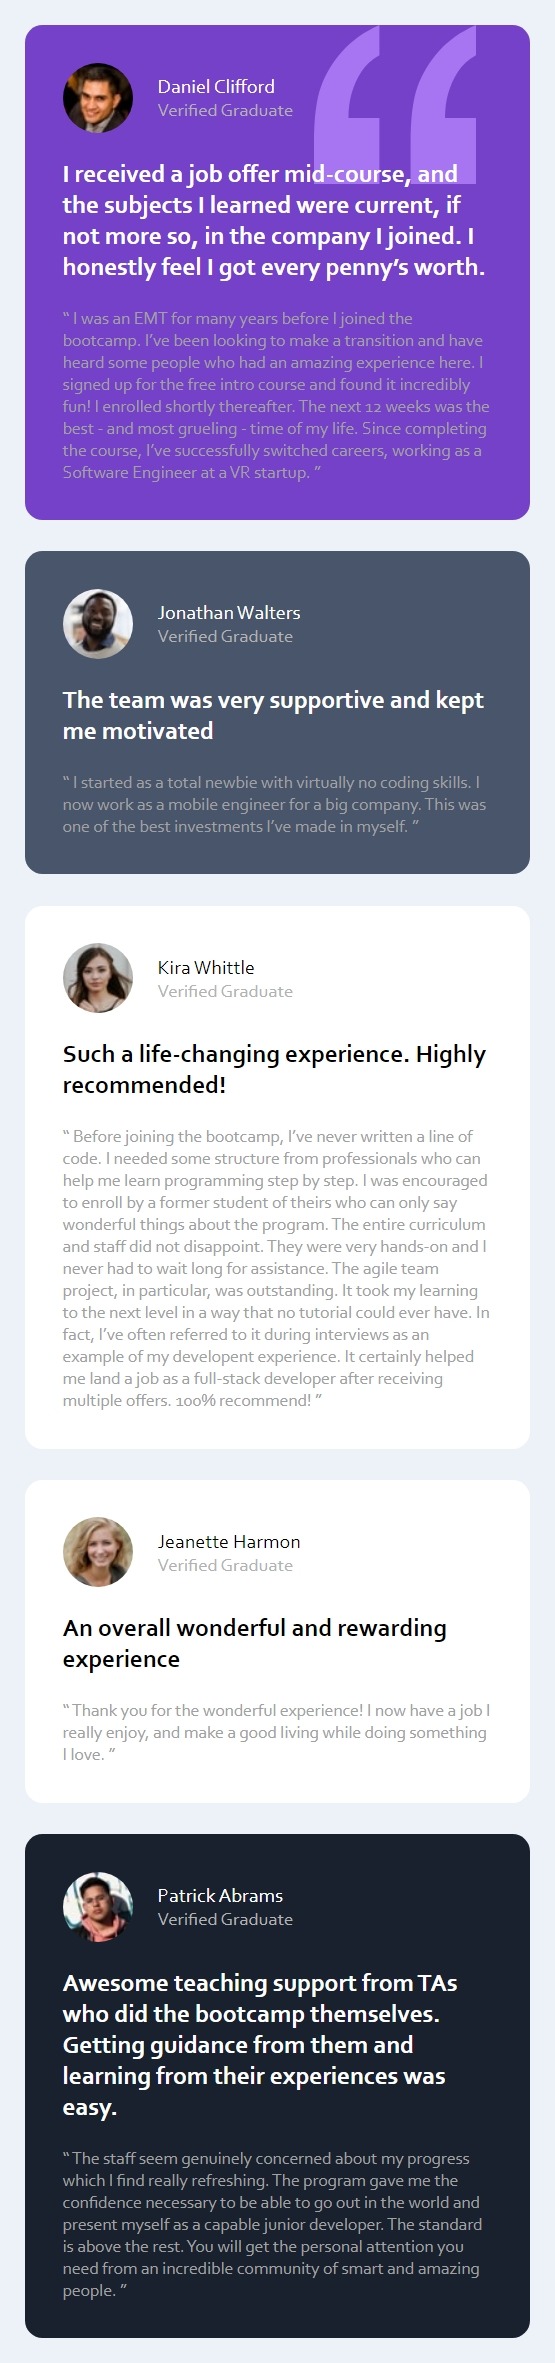 Daniel Clifford
Verified Graduate
I received a job offer mid-course, and
the subjects I learned were current, if
not more so, in the company I joined. I
honestly feel I got every penny’s worth.
“ I was an EMT for many years before I joined the
bootcamp. I’ve been looking to make a transition and have
heard some people who had an amazing experience here. I
signed up for the free intro course and found it incredibly
fun! I enrolled shortly thereafter. The next 12 weeks was the
best - and most grueling - time of my life. Since completing
the course, I’ve successfully switched careers, working as a
Software Engineer at a VR startup. ”
Jonathan Walters
Verified Graduate
The team was very supportive and kept
me motivated
“ I started as a total newbie with virtually no coding skills. I
now work as a mobile engineer for a big company. This was
one of the best investments I’ve made in myself. ”
Kira Whittle
Verified Graduate
Such a life-changing experience. Highly
recommended!
“ Before joining the bootcamp, I’ve never written a line of
code. I needed some structure from professionals who can
help me learn programming step by step. I was encouraged
to enroll by a former student of theirs who can only say
wonderful things about the program. The entire curriculum
and staff did not disappoint. They were very hands-on and I
never had to wait long for assistance. The agile team
project, in particular, was outstanding. It took my learning
to the next level in a way that no tutorial could ever have. In
fact, I’ve often referred to it during interviews as an
example of my developent experience. It certainly helped
me land a job as a full-stack developer after receiving
multiple offers. 100% recommend! ”
Jeanette Harmon
Verified Graduate
An overall wonderful and rewarding
experience
“ Thank you for the wonderful experience! I now have a job I
really enjoy, and make a good living while doing something
I love. ”
Patrick Abrams
Verified Graduate
Awesome teaching support from TAs
who did the bootcamp themselves.
Getting guidance from them and
learning from their experiences was
easy.
“ The staff seem genuinely concerned about my progress
which I find really refreshing. The program gave me the
confidence necessary to be able to go out in the world and
present myself as a capable junior developer. The standard
is above the rest. You will get the personal attention you
need from an incredible community of smart and amazing
people. ”